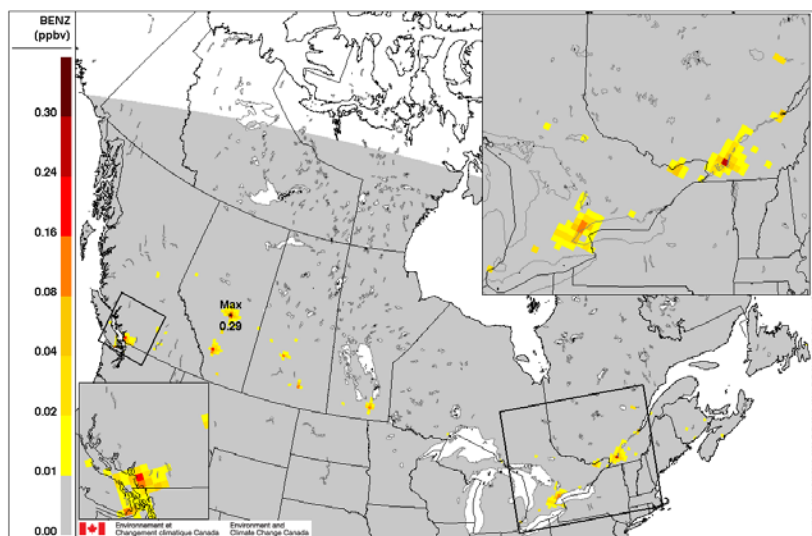 BENZ
(ppbv)
0.30
0.24
0.16
0.08
0.04
0.02
0.01
0.00
Max
0.29
Environnement et
Changement climatique Canada
Environment and
Climate Change Canada